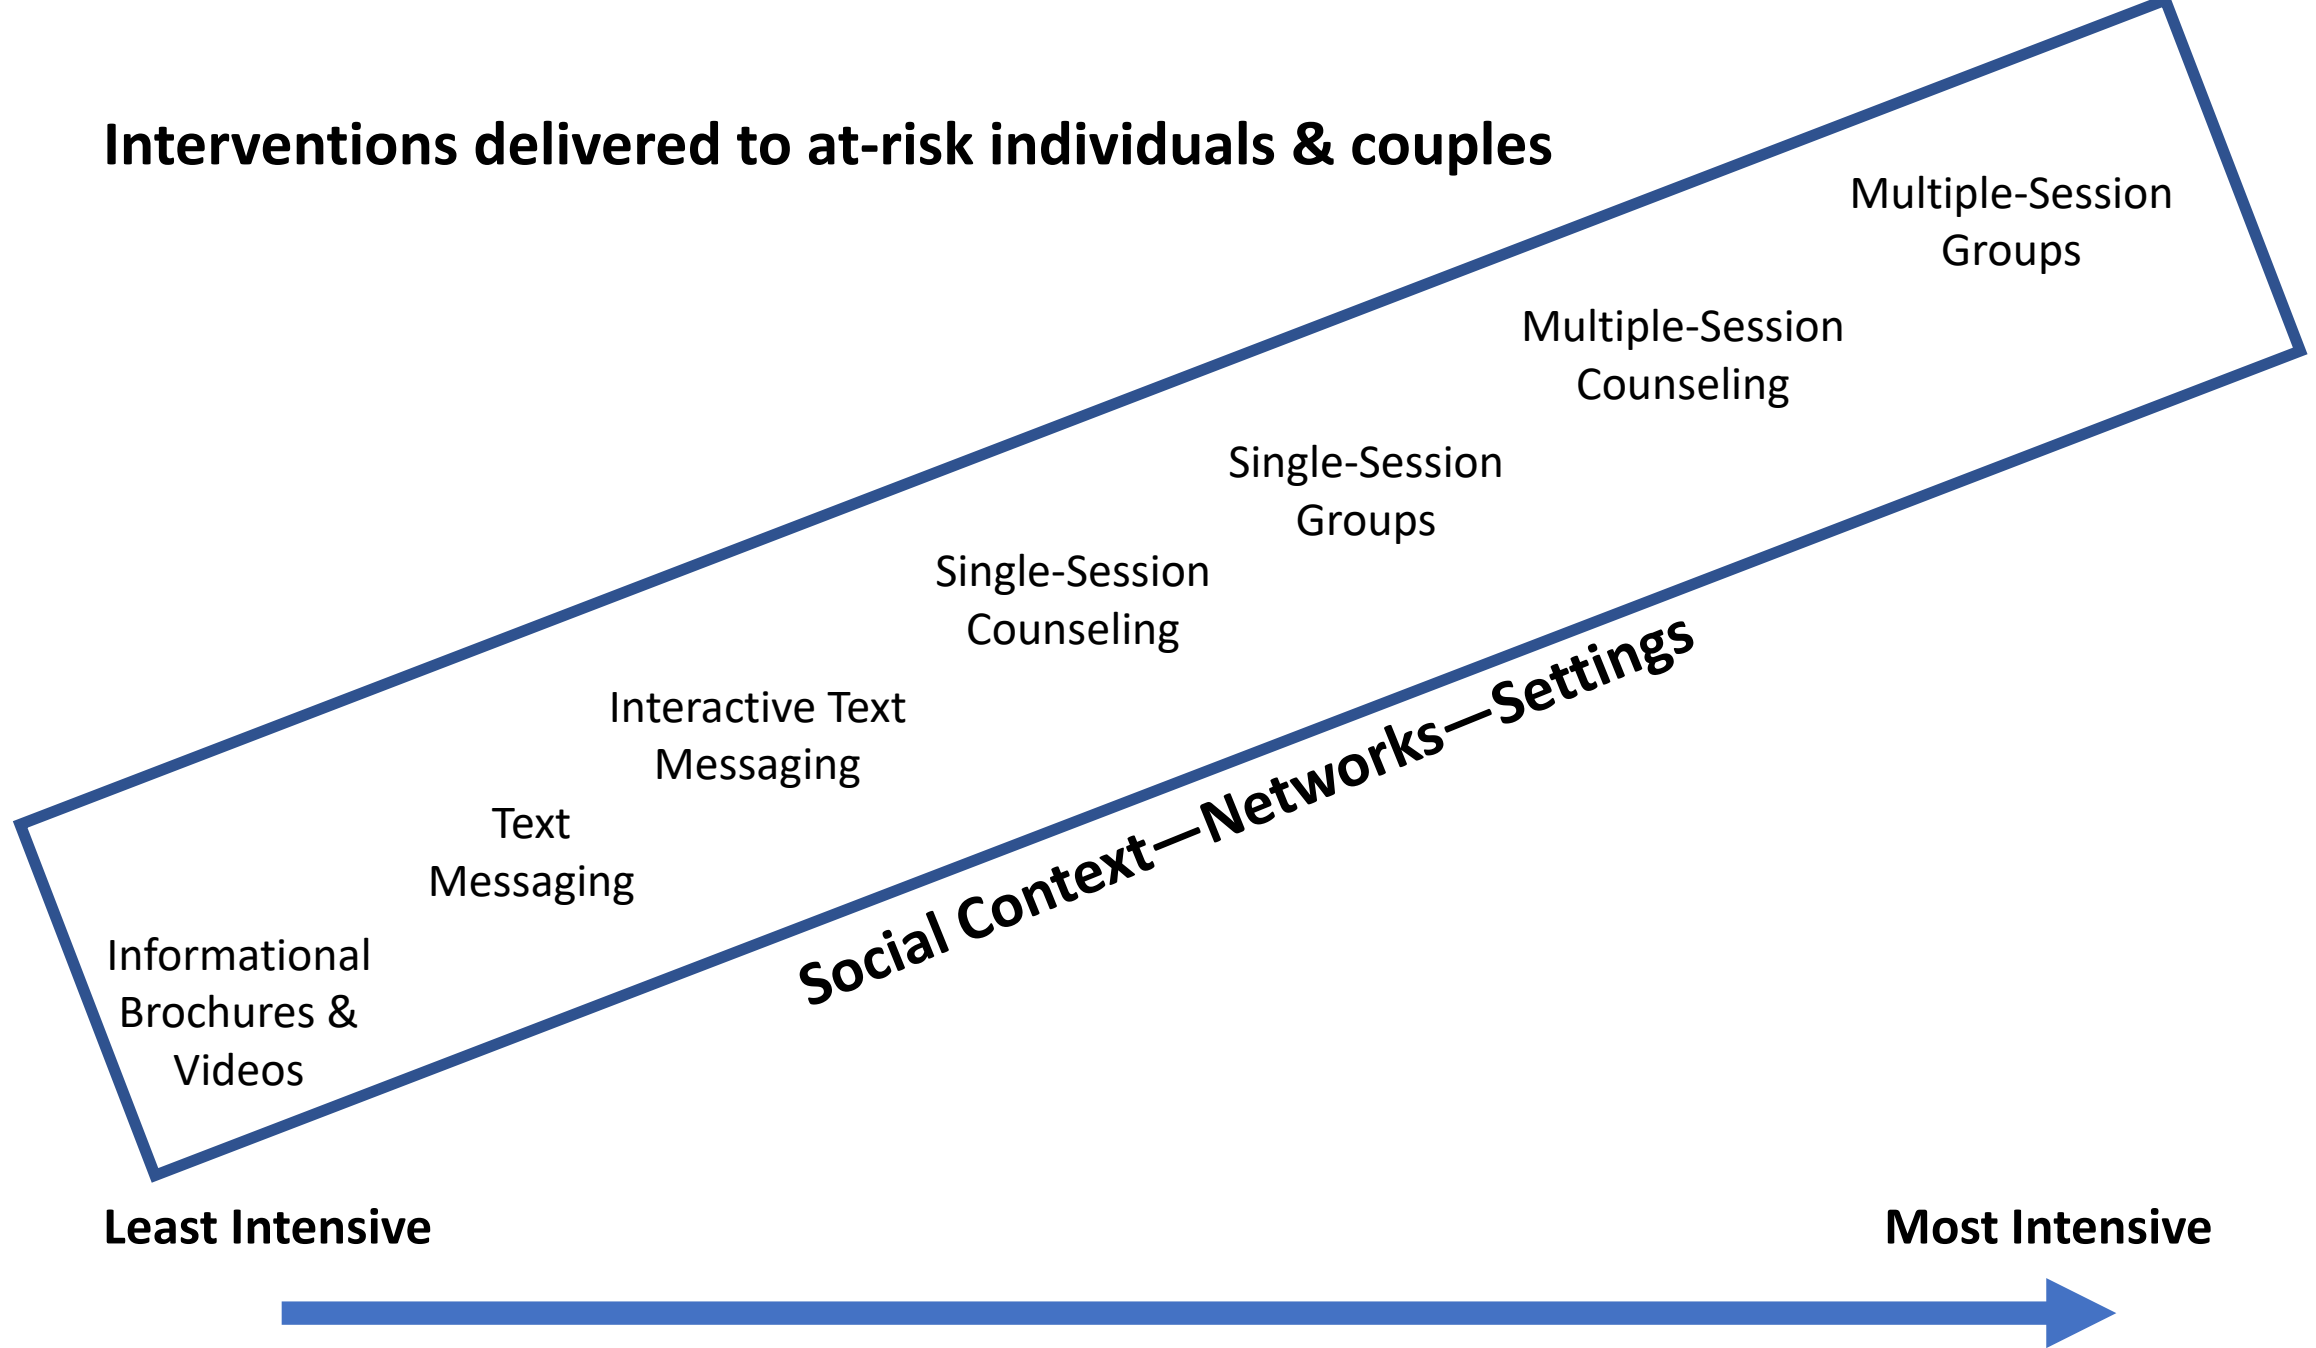 Interventions delivered to at-risk individuals & couples
Multiple-Session
Groups
Multiple-Session
Counseling
Single-Session
Groups
Single-Session
Counseling
Interactive Text
Messaging
Text
Messaging
Informational
Brochures &
Videos
Social Context—Networks—Settings
Least Intensive
Most Intensive